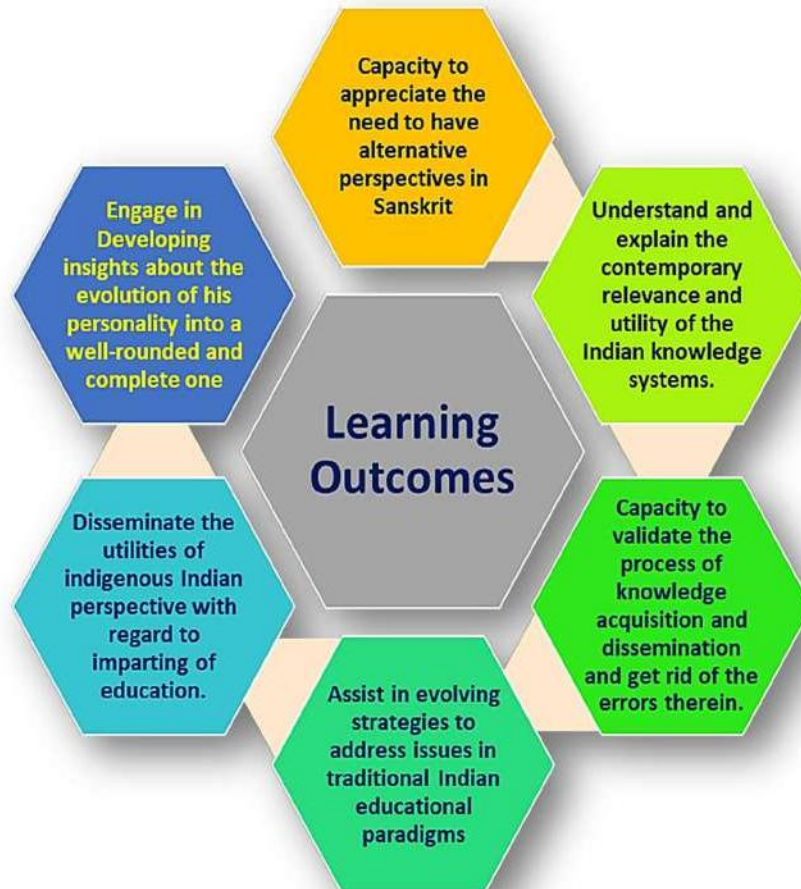 Learning
Outcomes
Capacity to
appreciate the
need to have
alternative
perspectives in
Sanskrit
Understand and
explain the
contemporary
relevance and
utility of the
Indian knowledge
systems.
Capacity to
validate the
process of
knowledge
acquisition and
dissemination
and get rid of the
errors therein.
Assist in evolving
strategies to
address issues in
traditional Indian
educational
paradigms
Disseminate the
utilities of
indigenous Indian
perspective with
regard to
imparting of
education.
Engage in
Developing
insights about the
evolution of his
personality into a
well-rounded and
complete one